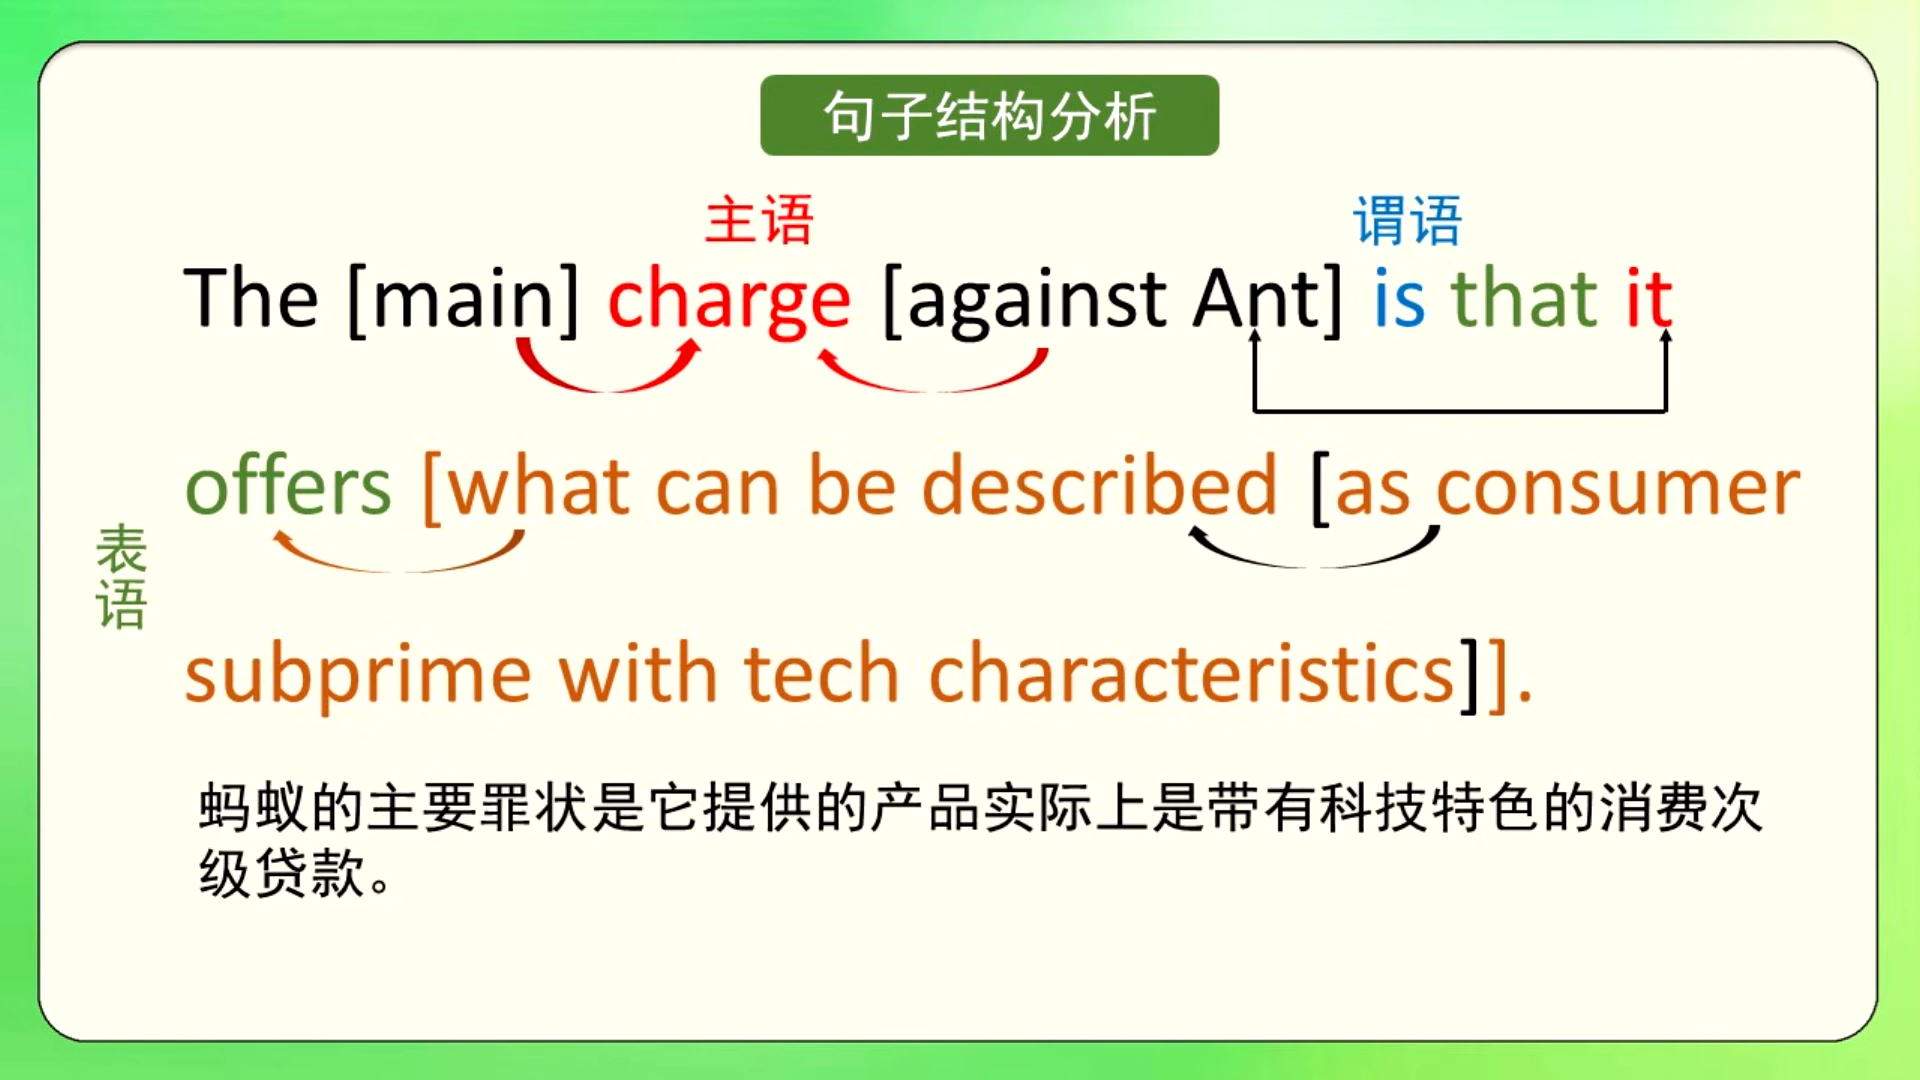 句子结构分析
主语
谓语
The [main] charge [against Ant] is that it
offers [what can be described [as consumer
表语
subprime with tech characteristics]].
蚂蚁的主要罪状是它提供的产品实际上是带有科技特色的消费次
级贷款。